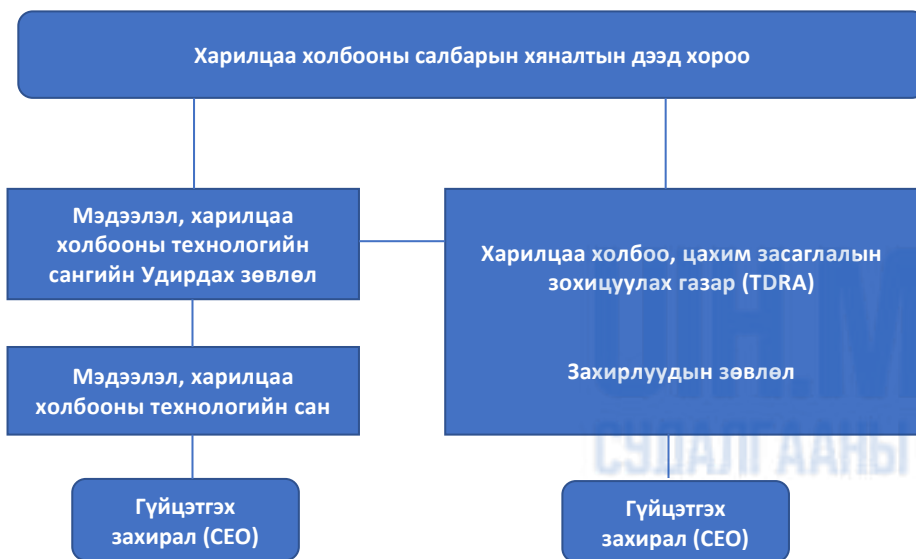 Харилцаа холбооны салбарын хяналтын дээд хороо
Мэдээлэл, харилцаа
холбооны технологийн
сангийн Удирдах зөвлөл
Харилцаа холбоо, цахим засаглалын
зохицуулах газар (TDRA)
Захирлуудын зөвлөл
Мэдээлэл, харилцаа
холбооны технологийн сан
Гүйцэтгэх
захирал (CEO)
Гүйцэтгэх
захирал (CEO)
СУДАЛГААНЫ